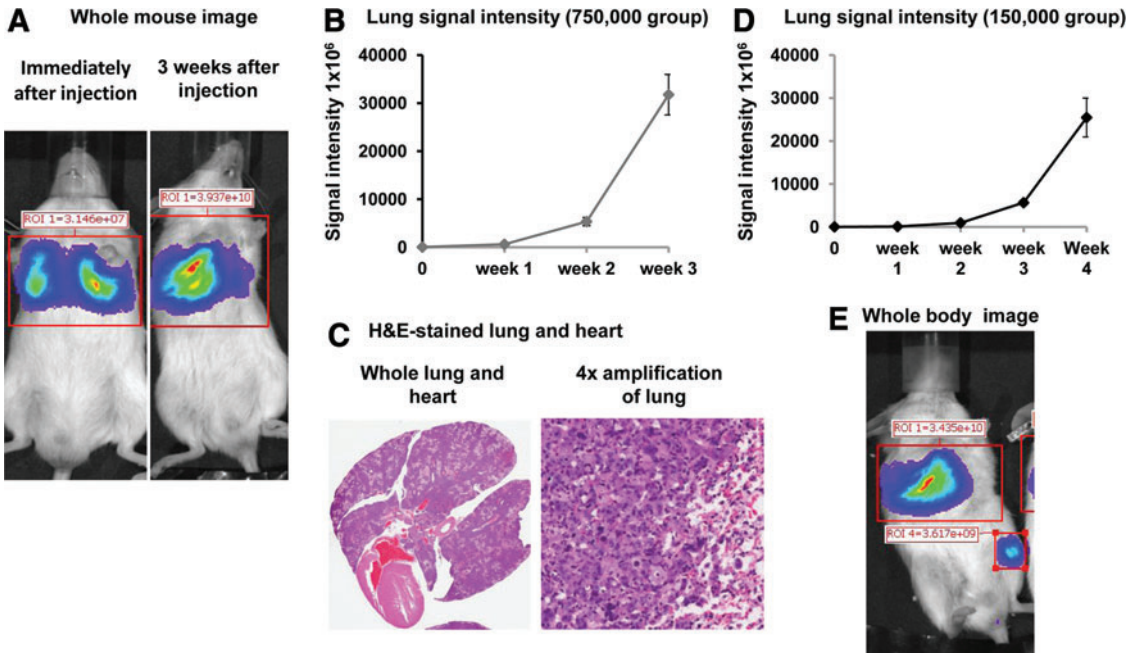 A Whole mouse image
Immediately
after injection
3 weeks after
injection
ROI 1=3.146e+07
ROI 1=3.937e+10
B Lung signal intensity (750,000 group)
Signal intensity 1x10⁶
40000
30000
20000
10000
0
0
week 1
week 2
week 3
C H&E-stained lung and heart
Whole lung and
heart
4x amplification
of lung
D Lung signal intensity (150,000 group)
Signal intensity 1x10⁶
40000
30000
20000
10000
0
0
week
1
week
2
week
3
Week
4
E Whole body image
ROI 1=3.435e+10
ROI 4=3.617e+09